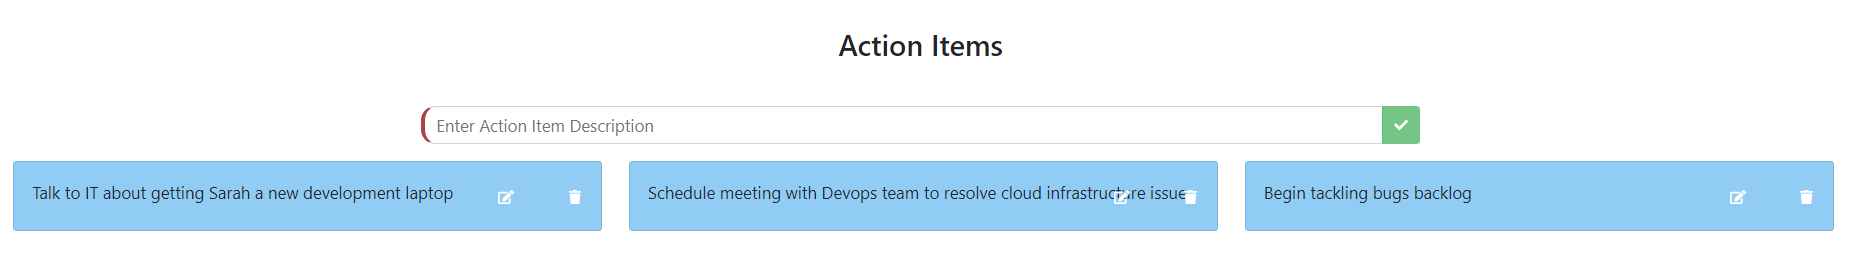 Action Items
Enter Action Item Description
Talk to IT about getting Sarah a new development laptop
Schedule meeting with Devops team to resolve cloud infrastructure issue
Begin tackling bugs backlog